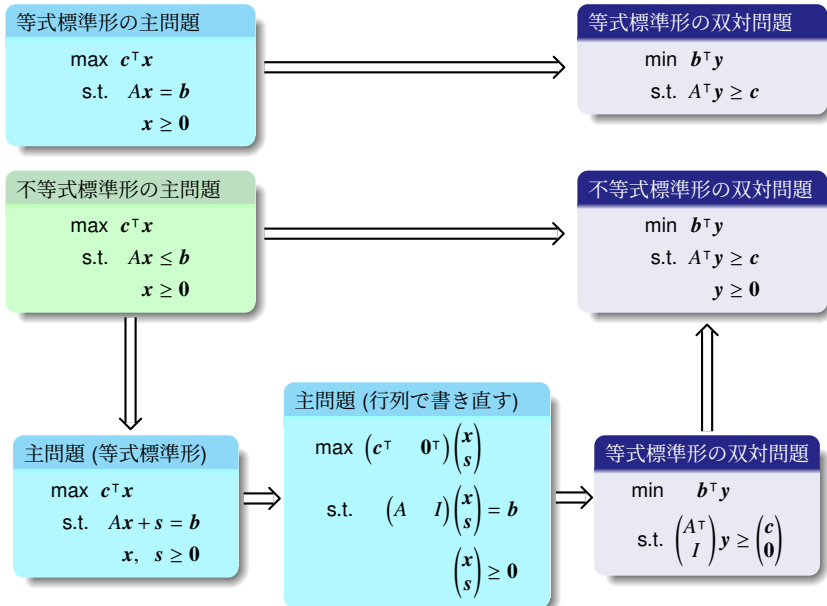 等式標準形の主問題
max c⊤x
s.t. Ax = b
x ≥ 0
等式標準形の双対問題
min b⊤y
s.t. A⊤y ≥ c
不等式標準形の主問題
max c⊤x
s.t. Ax ≤ b
x ≥ 0
不等式標準形の双対問題
min b⊤y
s.t. A⊤y ≥ c
y ≥ 0
主問題 (等式標準形)
max c⊤x
s.t. Ax + s = b
x, s ≥ 0
主問題 (行列で書き直す)
max (c⊤ 0⊤) (x s)
s.t. (A I) (x s) = b
(x s) ≥ 0
等式標準形の双対問題
min b⊤y
s.t. (A⊤ I) y ≥ (c 0)